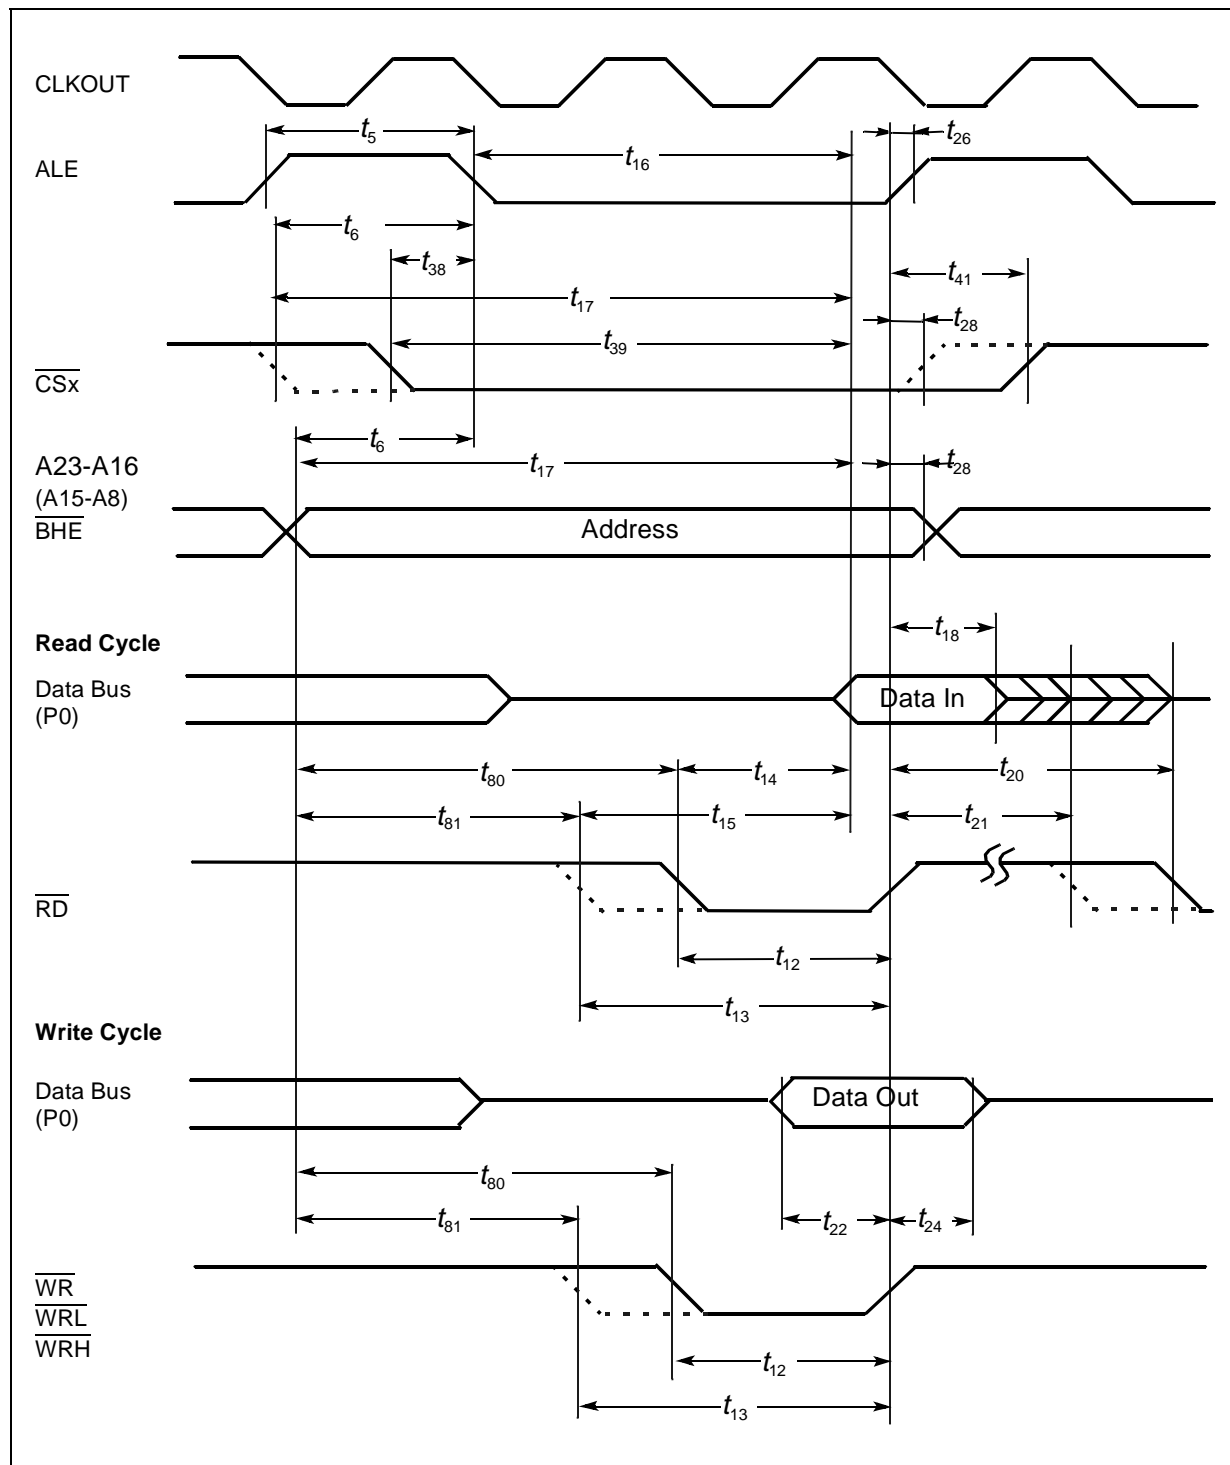 CLKOUT
t5
t26
ALE
t16
t6
t38
t41
t17
t28
t39
CSx
t6
A23-A16
t17
t28
(A15-A8)
BHE
Address
t18
Read Cycle
Data Bus
(P0)
Data In
t80
t14
t20
t81
t15
t21
RD
t12
t13
Write Cycle
Data Bus
(P0)
Data Out
t80
t81
t22
t24
WR
WRL
WRH
t12
t13